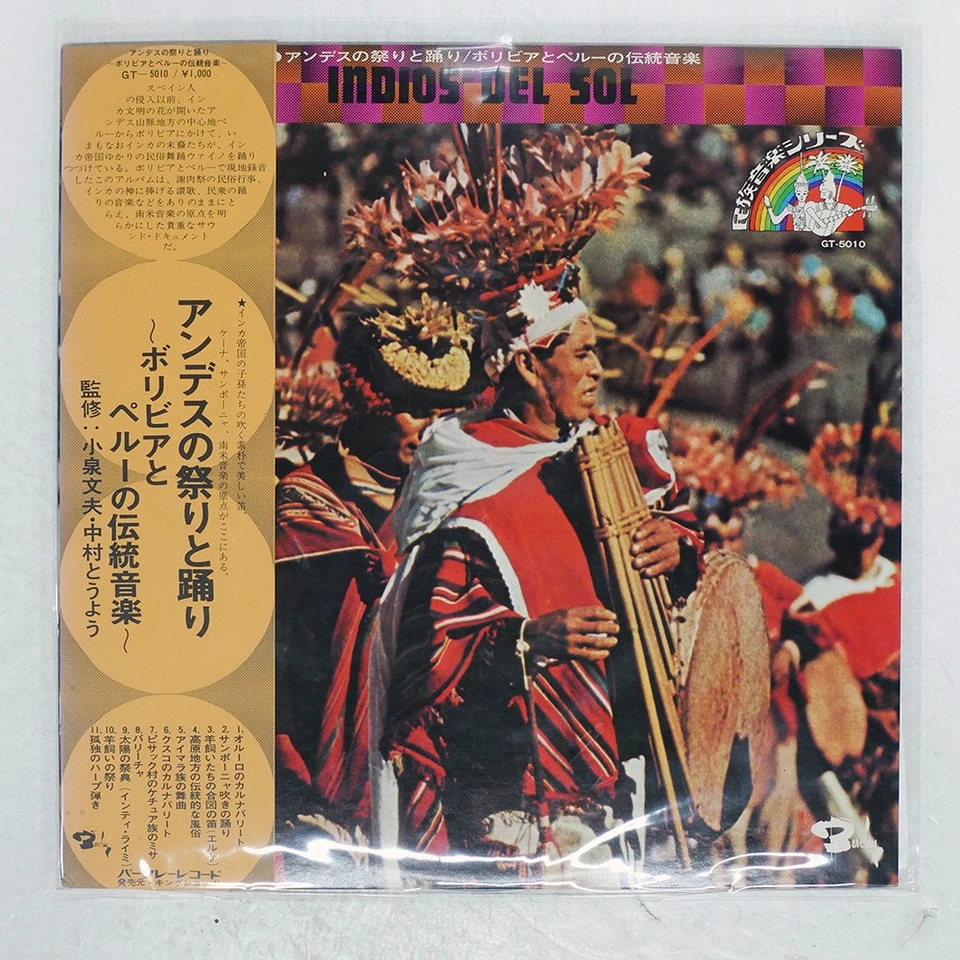 アンデスの祭りと踊り
〜ボリビアとペルーの伝統音楽〜
GT-5010 / ¥1,000
スペイン人
の侵入以前、イン
カ文明の花が開いたア
ンデス山脈地方の中心地ペ
ルーからボリビアにかけて、い
まもなおインカの末裔たちが、イン
カ帝国ゆかりの民俗舞踊ワイノを踊り
つづけている。ボリビアとペルーで現地録音
したこのアルバムは、謝肉祭の民俗行事、
インカの神に捧げる讃歌、民衆の踊
りの音楽などをありのままにと
らえ、南米音楽の原点を明
らかにした貴重なサウ
ンド・ドキュメント
だ。
★インカ帝国の子孫たちの吹く素朴で美しい笛、
ケーナ、サンポーニャ、南米音楽の原点がここにある。
アンデスの祭りと踊り
〜ボリビアと
ペルーの伝統音楽〜
監修:小泉文夫・中村とうよう
1.オルーロのカルナバリート
2.サンポーニャ吹きの踊り
3.羊飼いたちの合図の笛(エルケ)
4.高原地方の伝統的な風俗
5.アイマラ族の舞曲
6.クスコのカルナバリート
7.ピサック村のケチュア族のミサ
8.バリーチャ
9.太陽の祭典(インティ・ライミ)
10.羊飼いの祭り
11.孤独のハープ弾き
Barclay
バークレーレコード
発売元・キングレコード
●アンデスの祭りと踊り/ボリビアとペルーの伝統音楽
INDIOS DEL SOL
民族音楽シリーズ
GT-5010
Barclay